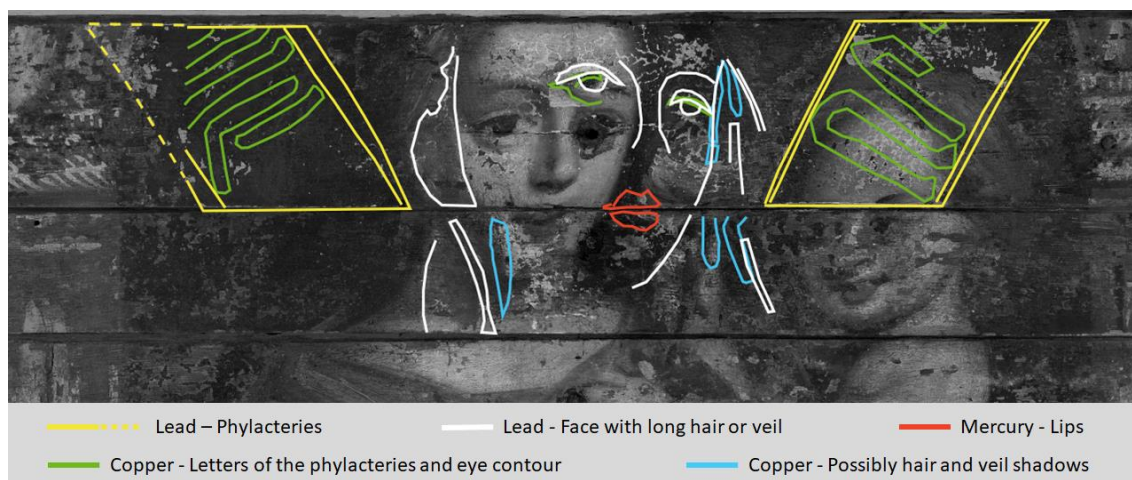 Lead – Phylacteries
Lead - Face with long hair or veil
Mercury - Lips
Copper - Letters of the phylacteries and eye contour
Copper - Possibly hair and veil shadows